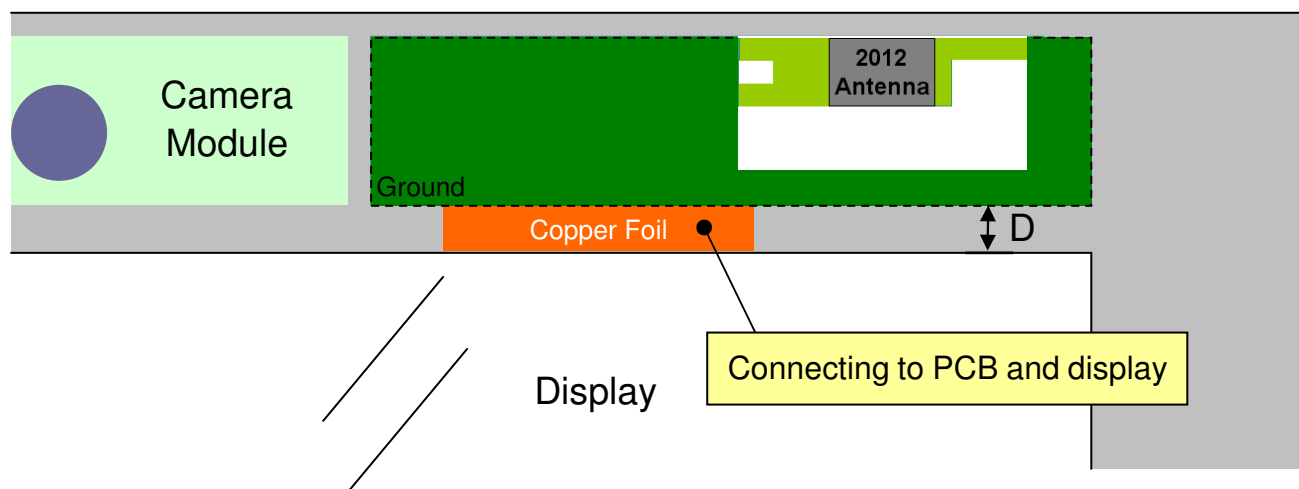 Camera
Module
2012
Antenna
Ground
Copper Foil
D
Connecting to PCB and display
Display